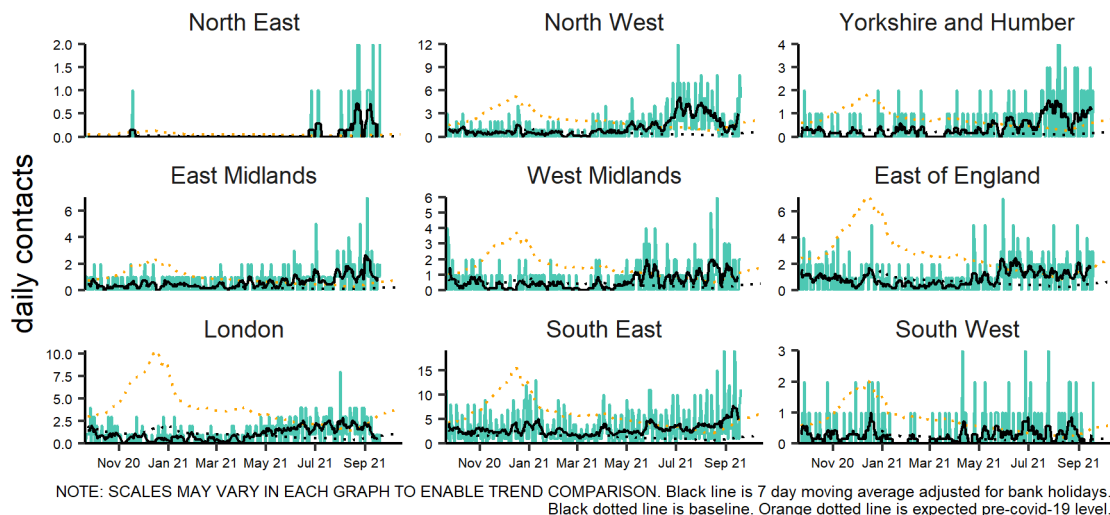 North East
North West
Yorkshire and Humber
2.0
1.5
1.0
0.5
0.0
12
9
6
3
0
4
3
2
1
0
East Midlands
West Midlands
East of England
daily contacts
6
4
2
0
6
5
4
3
2
1
0
6
4
2
0
London
South East
South West
10.0
7.5
5.0
2.5
0.0
15
10
5
0
3
2
1
0
Nov 20 Jan 21 Mar 21 May 21 Jul 21 Sep 21
Nov 20 Jan 21 Mar 21 May 21 Jul 21 Sep 21
Nov 20 Jan 21 Mar 21 May 21 Jul 21 Sep 21
NOTE: SCALES MAY VARY IN EACH GRAPH TO ENABLE TREND COMPARISON. Black line is 7 day moving average adjusted for bank holidays.
Black dotted line is baseline. Orange dotted line is expected pre-covid-19 level.